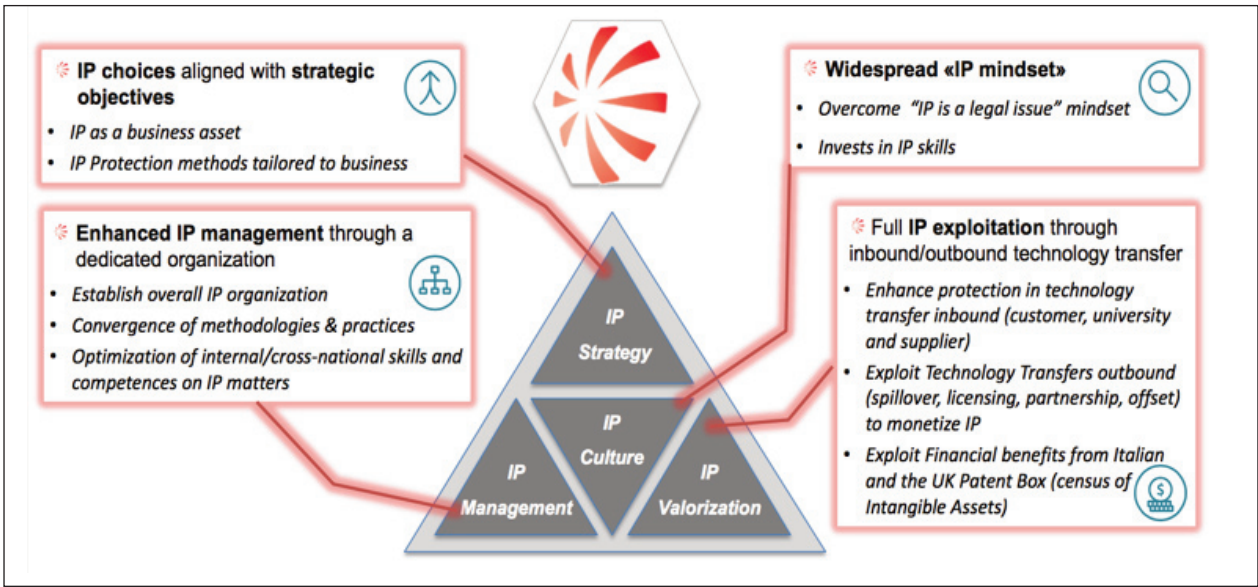 IP choices aligned with strategic
objectives
• IP as a business asset
• IP Protection methods tailored to business
Enhanced IP management through a
dedicated organization
• Establish overall IP organization
• Convergence of methodologies & practices
• Optimization of internal/cross-national skills and
competences on IP matters
Widespread «IP mindset»
• Overcome “IP is a legal issue” mindset
• Invests in IP skills
Full IP exploitation through
inbound/outbound technology transfer
• Enhance protection in technology
transfer inbound (customer, university
and supplier)
• Exploit Technology Transfers outbound
(spillover, licensing, partnership, offset)
to monetize IP
• Exploit Financial benefits from Italian
and the UK Patent Box (census of
Intangible Assets)
$
IP
Strategy
IP
Culture
IP
Management
IP
Valorization